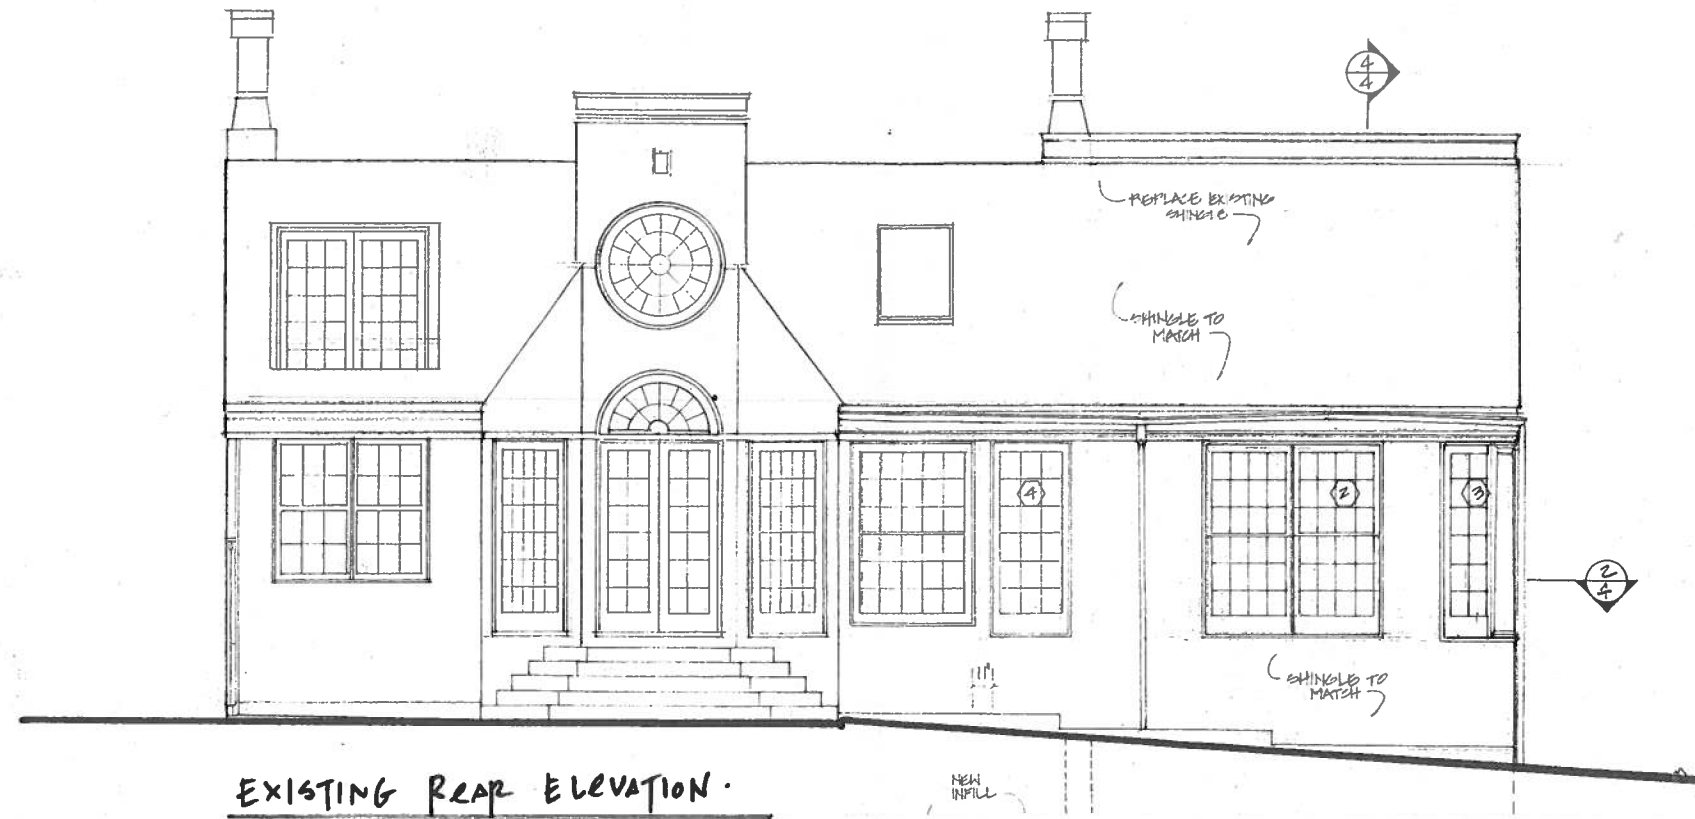 4
4
REPLACE EXISTING
SHINGLE
SHINGLE TO
MATCH
4
2
3
2
4
11"
SHINGLE TO
MATCH
NEW
INFILL
EXISTING REAR ELEVATION.